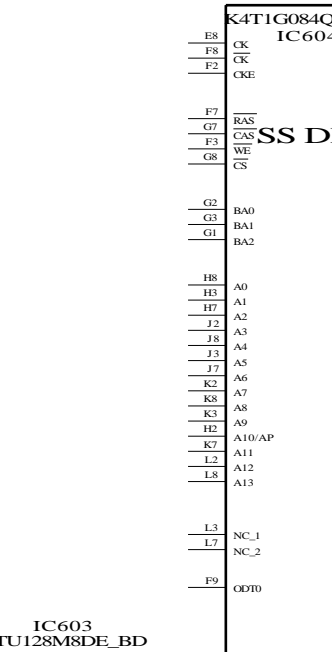 K4T1G084Q
IC604
E8 CK
F8 CK
F2 CKE
F7 RAS
G7 CAS
SS D
F3 WE
G8 CS
G2 BA0
G3 BA1
G1 BA2
H8 A0
H3 A1
H7 A2
J2 A3
J8 A4
J3 A5
J7 A6
K2 A7
K8 A8
K3 A9
H2 A10/AP
K7 A11
L2 A12
L8 A13
L3 NC_1
L7 NC_2
F9 ODT0
IC603
TU128M8DE_BD